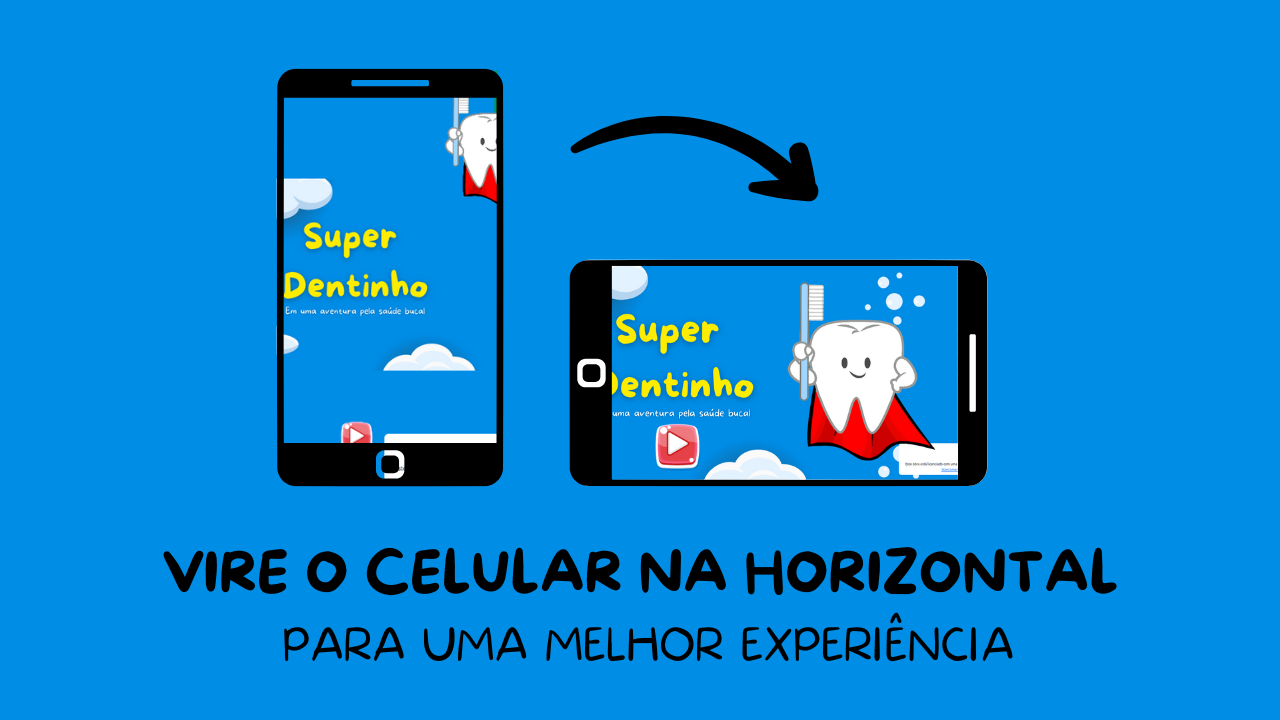 Super
Dentinho
Em uma aventura pela saúde bucal
Super
Dentinho
uma aventura pela saúde bucal
VIRE O CELULAR NA HORIZONTAL
PARA UMA MELHOR EXPERIÊNCIA